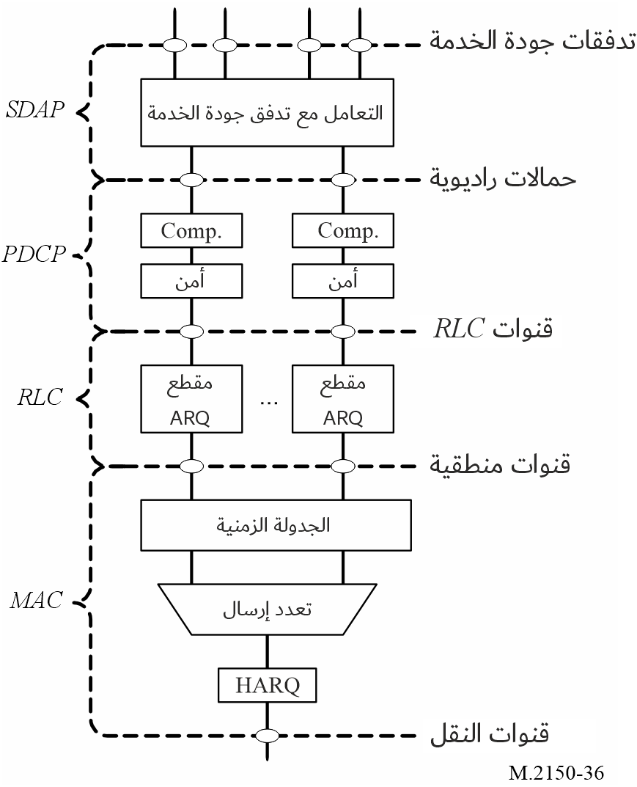 تدفقات جودة الخدمة
SDAP
التعامل مع تدفق جودة الخدمة
حمالات راديوية
Comp.
Comp.
PDCP
أمن
أمن
قنوات RLC
RLC
مقطع
ARQ
...
مقطع
ARQ
قنوات منطقية
الجدولة الزمنية
MAC
تعدد إرسال
HARQ
قنوات النقل
M.2150-36